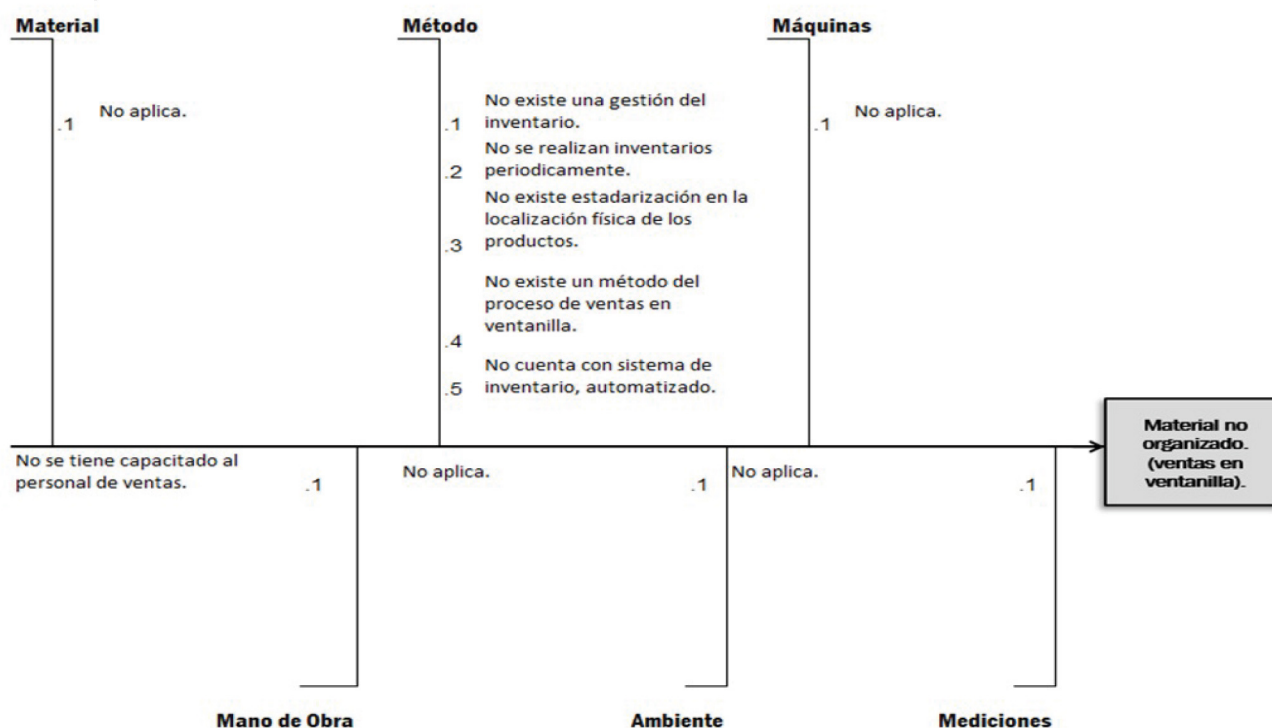 Material
Método
Máquinas
.1 No aplica.
.1 No existe una gestión del
inventario.
.2 No se realizan inventarios
periodicamente.
.3 No existe estadarización en la
localización física de los
productos.
.4 No existe un método del
proceso de ventas en
ventanilla.
.5 No cuenta con sistema de
inventario, automatizado.
.1 No aplica.
Material no
organizado.
(ventas en
ventanilla).
No se tiene capacitado al
personal de ventas. .1
No aplica. .1
No aplica. .1
Mano de Obra
Ambiente
Mediciones